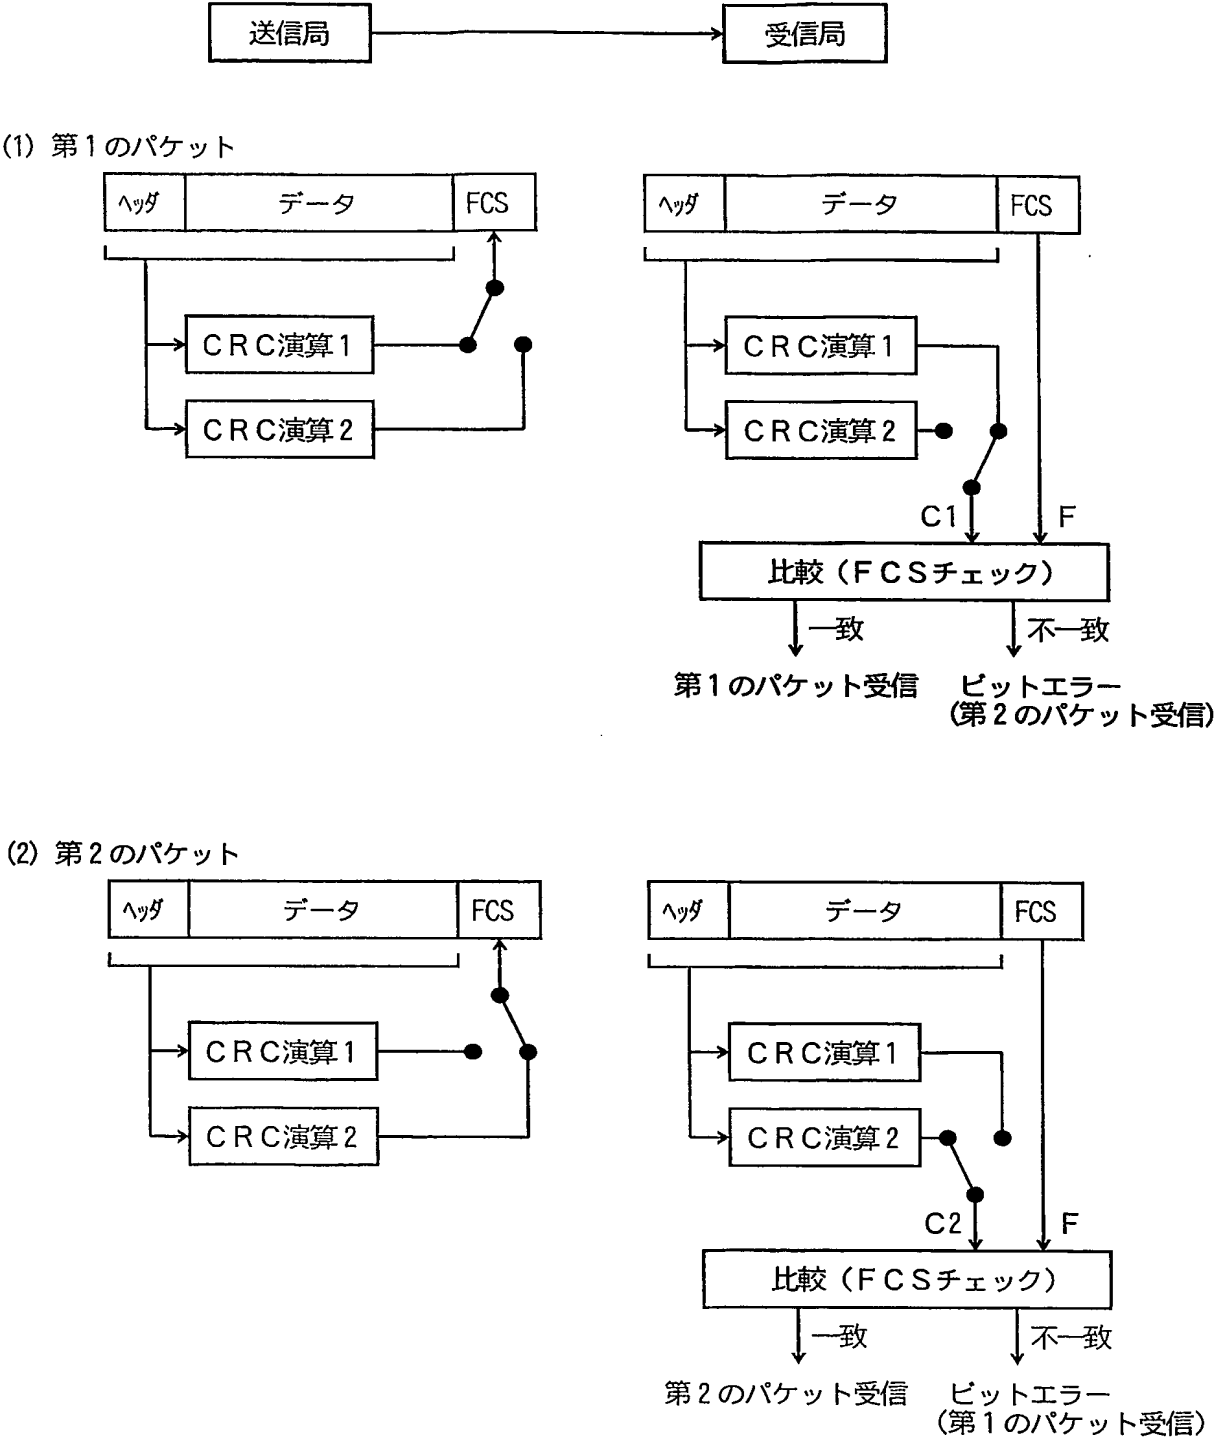 送信局 受信局
(1) 第1のパケット
ヘッダ データ FCS ヘッダ データ FCS
CRC演算1 CRC演算1
CRC演算2 CRC演算2
C1 F
比較(FCSチェック)
一致 不一致
第1のパケット受信 ビットエラー
(第2のパケット受信)
(2) 第2のパケット
ヘッダ データ FCS ヘッダ データ FCS
CRC演算1 CRC演算1
CRC演算2 CRC演算2
C2 F
比較(FCSチェック)
一致 不一致
第2のパケット受信 ビットエラー
(第1のパケット受信)